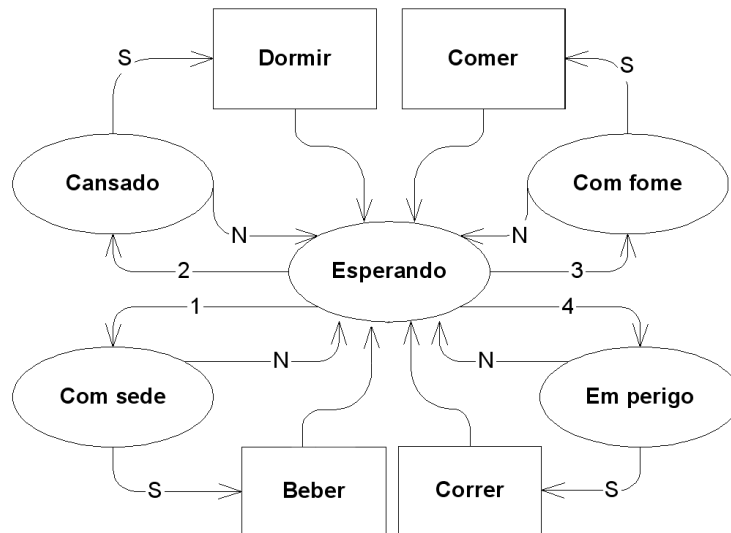 Dormir
Comer
S
S
Cansado
Com fome
N
N
Esperando
2
3
1
4
N
N
Com sede
Em perigo
S
Beber
Correr
S